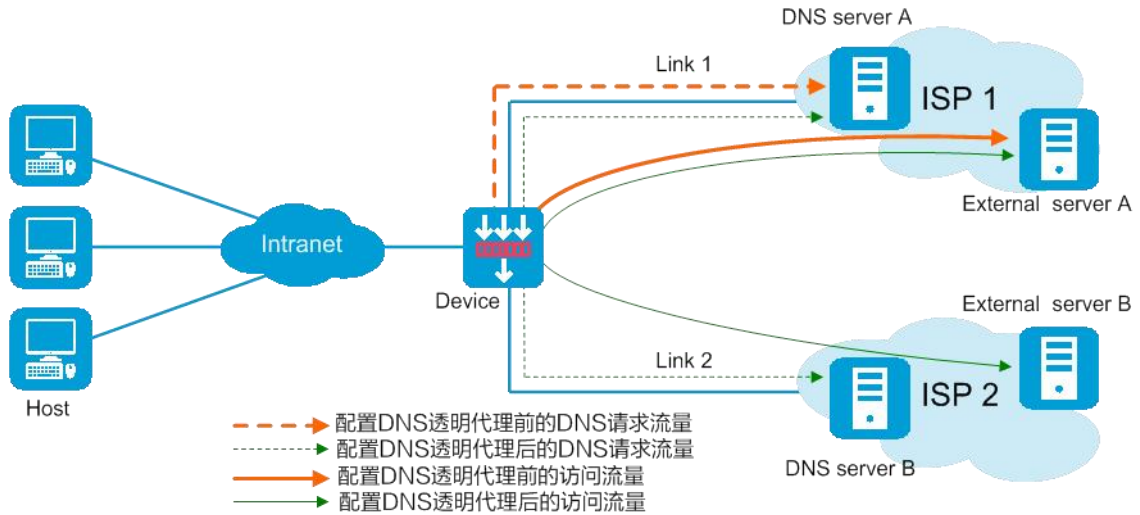 DNS server A
Link 1
ISP 1
External server A
Intranet
Device
External server B
Link 2
ISP 2
Host
DNS server B
配置DNS透明代理前的DNS请求流量
配置DNS透明代理后的DNS请求流量
配置DNS透明代理前的访问流量
配置DNS透明代理后的访问流量